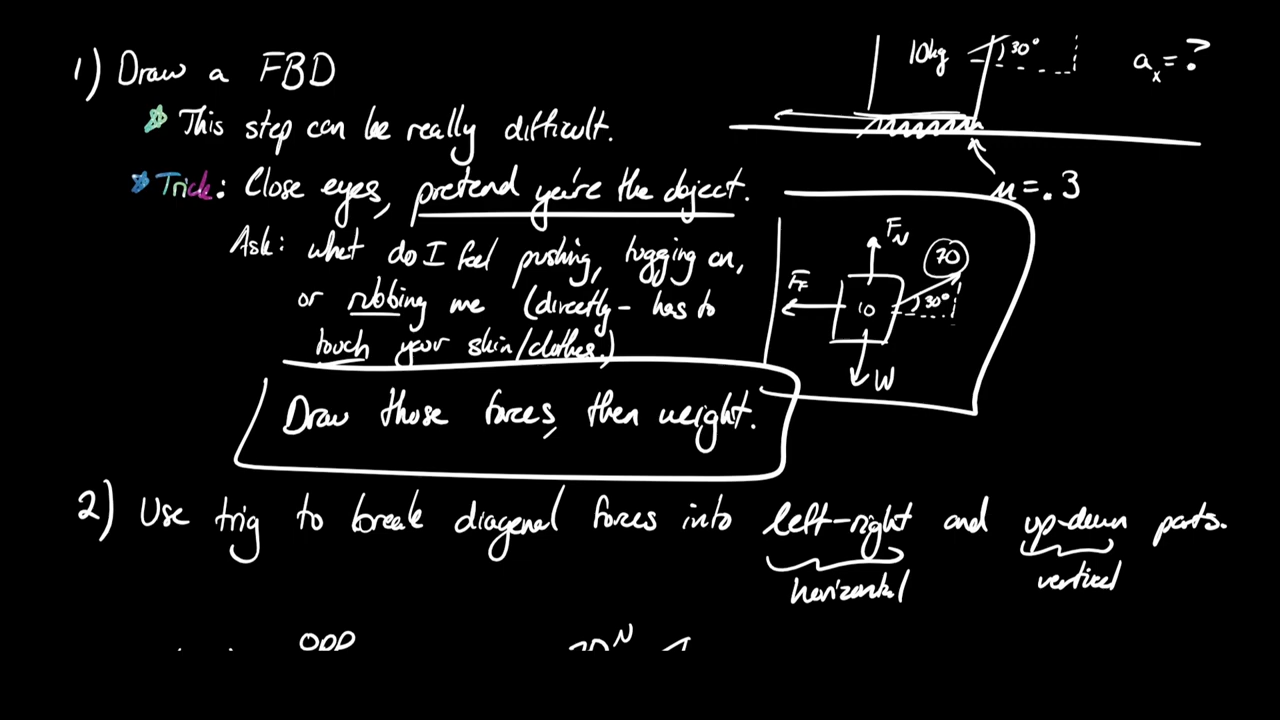 1) Draw a FBD
This step can be really difficult.
Trick: Close eyes, pretend you're the object.
Ask: what do I feel pushing, tugging on,
or rubbing me (directly - has to
touch your skin/clothes.)
Draw those forces, then weight.
10kg
30°
aₓ = ?
μ = .3
F_N
70
F_f
10
30°
W
2) Use trig to break diagonal forces into left-right and up-down parts.
horizontal
vertical